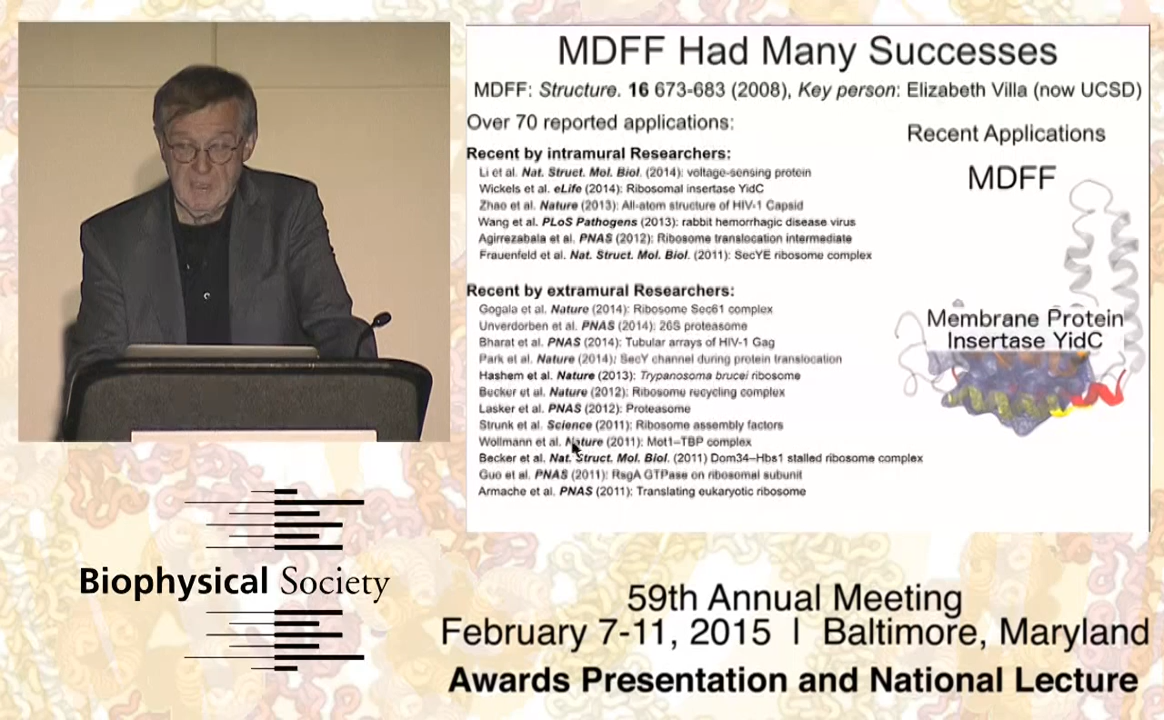 MDFF Had Many Successes
MDFF: Structure. 16 673-683 (2008), Key person: Elizabeth Villa (now UCSD)
Over 70 reported applications:
Recent by intramural Researchers:
Li et al. Nat. Struct. Mol. Biol. (2014): voltage-sensing protein
Wickels et al. eLife (2014): Ribosomal insertase YidC
Zhao et al. Nature (2013): All-atom structure of HIV-1 Capsid
Wang et al. PLoS Pathogens (2013): rabbit hemorrhagic disease virus
Agirrezabala et al. PNAS (2012): Ribosome translocation intermediate
Frauenfeld et al. Nat. Struct. Mol. Biol. (2011): SecYE ribosome complex
Recent by extramural Researchers:
Gogala et al. Nature (2014): Ribosome Sec61 complex
Unverdorben et al. PNAS (2014): 26S proteasome
Bharat et al. PNAS (2014): Tubular arrays of HIV-1 Gag
Park et al. Nature (2014): SecY channel during protein translocation
Hashem et al. Nature (2013): Trypanosoma brucei ribosome
Becker et al. Nature (2012): Ribosome recycling complex
Lasker et al. PNAS (2012): Proteasome
Strunk et al. Science (2011): Ribosome assembly factors
Wollmann et al. Nature (2011): Mot1–TBP complex
Becker et al. Nat. Struct. Mol. Biol. (2011) Dom34–Hbs1 stalled ribosome complex
Guo et al. PNAS (2011): RsgA GTPase on ribosomal subunit
Armache et al. PNAS (2011): Translating eukaryotic ribosome
Recent Applications
MDFF
Membrane Protein
Insertase YidC
Biophysical Society
59th Annual Meeting
February 7-11, 2015 | Baltimore, Maryland
Awards Presentation and National Lecture